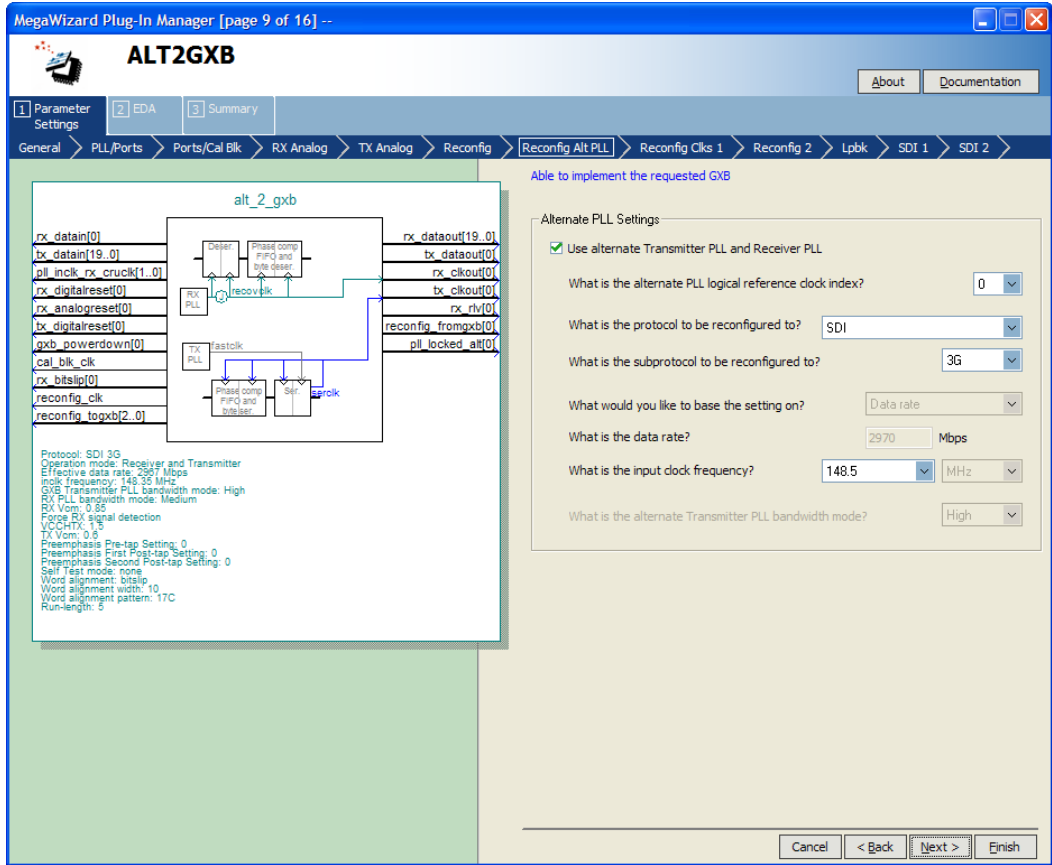 MegaWizard Plug-In Manager [page 9 of 16] --
ALT2GXB
About
Documentation
1 Parameter Settings
2 EDA
3 Summary
General
PLL/Ports
Ports/Cal Blk
RX Analog
TX Analog
Reconfig
Reconfig Alt PLL
Reconfig Clks 1
Reconfig 2
Lpbk
SDI 1
SDI 2
alt_2_gxb
rx_datain[0]
tx_datain[19..0]
pll_inclk_rx_cruclk[1..0]
rx_digitalreset[0]
rx_analogreset[0]
tx_digitalreset[0]
gxb_powerdown[0]
cal_blk_clk
rx_bitslip[0]
reconfig_clk
reconfig_togxb[2..0]
Deser.
Phase comp
FIFO and
byte deser.
RX
PLL
recovclk
TX
PLL
fastclk
Phase comp
FIFO and
byte ser.
Ser.
serclk
rx_dataout[19..0]
tx_dataout[0]
rx_clkout[0]
tx_clkout[0]
rx_rlv[0]
reconfig_fromgxb[0]
pll_locked_alt[0]
Protocol: SDI 3G
Operation mode: Receiver and Transmitter
Effective data rate: 2967 Mbps
inclk frequency: 148.35 MHz
GXB Transmitter PLL bandwidth mode: High
RX PLL bandwidth mode: Medium
RX Vcm: 0.85
Force RX signal detection
VCCHTX: 1.5
TX Vcm: 0.6
Preemphasis Pre-tap Setting: 0
Preemphasis First Post-tap Setting: 0
Preemphasis Second Post-tap Setting: 0
Self Test mode: none
Word alignment: bitslip
Word alignment width: 10
Word alignment pattern: 17C
Run-length: 5
Able to implement the requested GXB
Alternate PLL Settings
Use alternate Transmitter PLL and Receiver PLL
What is the alternate PLL logical reference clock index? 0
What is the protocol to be reconfigured to? SDI
What is the subprotocol to be reconfigured to? 3G
What would you like to base the setting on? Data rate
What is the data rate? 2970 Mbps
What is the input clock frequency? 148.5 MHz
What is the alternate Transmitter PLL bandwidth mode? High
Cancel
< Back
Next >
Finish